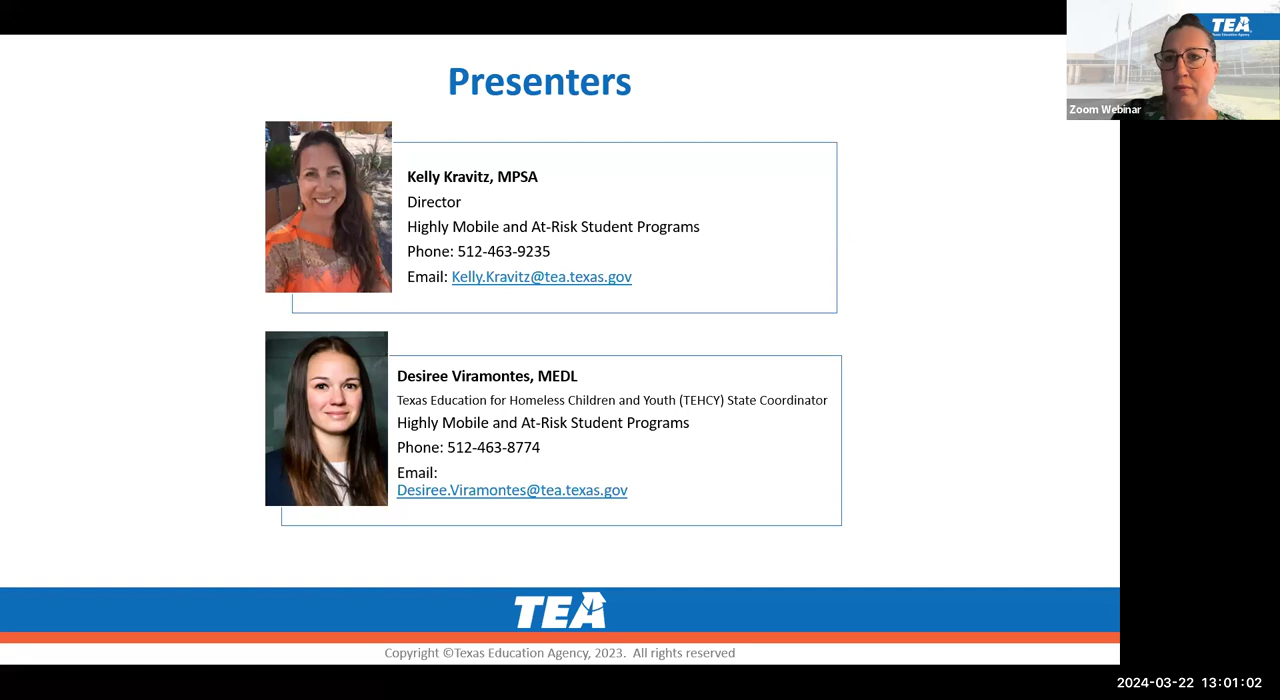 Presenters
TEA
Zoom Webinar
Kelly Kravitz, MPSA
Director
Highly Mobile and At-Risk Student Programs
Phone: 512-463-9235
Email: Kelly.Kravitz@tea.texas.gov
Desiree Viramontes, MEDL
Texas Education for Homeless Children and Youth (TEHCY) State Coordinator
Highly Mobile and At-Risk Student Programs
Phone: 512-463-8774
Email:
Desiree.Viramontes@tea.texas.gov
TEA
Copyright ©Texas Education Agency, 2023. All rights reserved
2024-03-22 13:01:02